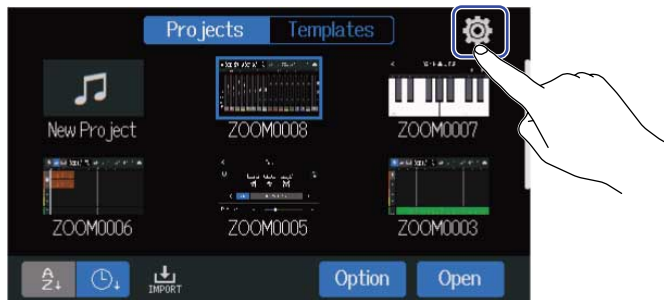 Projects Templates
New Project ZOOM0008 ZOOM0007
ZOOM0006 ZOOM0005 ZOOM0003
A
Z
IMPORT
Option Open